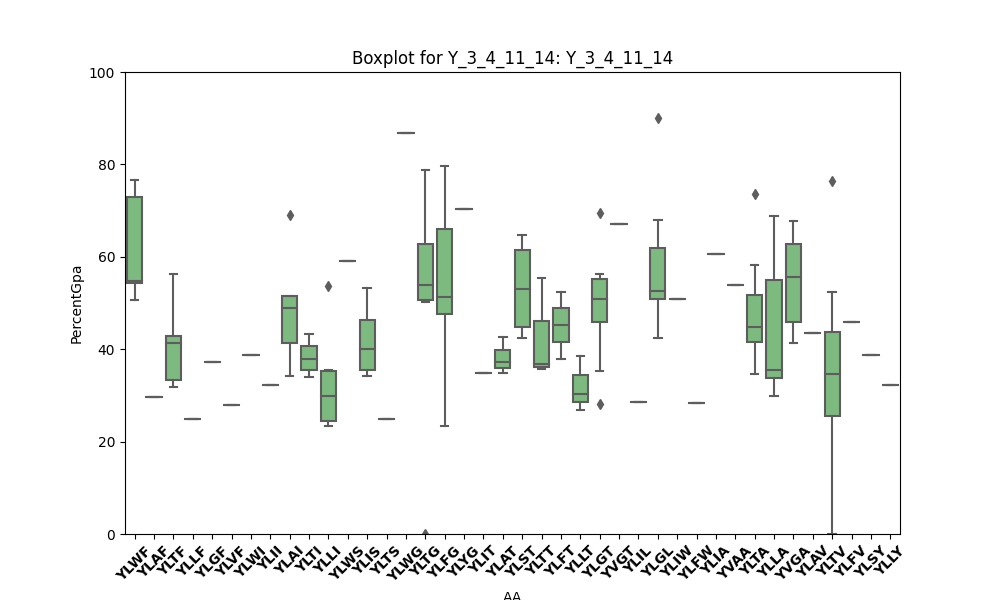 Boxplot for Y_3_4_11_14: Y_3_4_11_14
PercentGpa
100
80
60
40
20
0
YLWF YLAF YLTF YLLF YLGF YLVF YLWI YLII YLAI YLTI YLLI YLWS YLIS YLTS YLWG YLTG YLFG YLYG YLIT YLAT YLST YLTT YLFT YLLT YLGT YVGT YLIL YLGL YLIW YLFW YLIA YVAA YLTA YLLA YVGA YLAV YLTV YLFV YLSY YLLY
AA